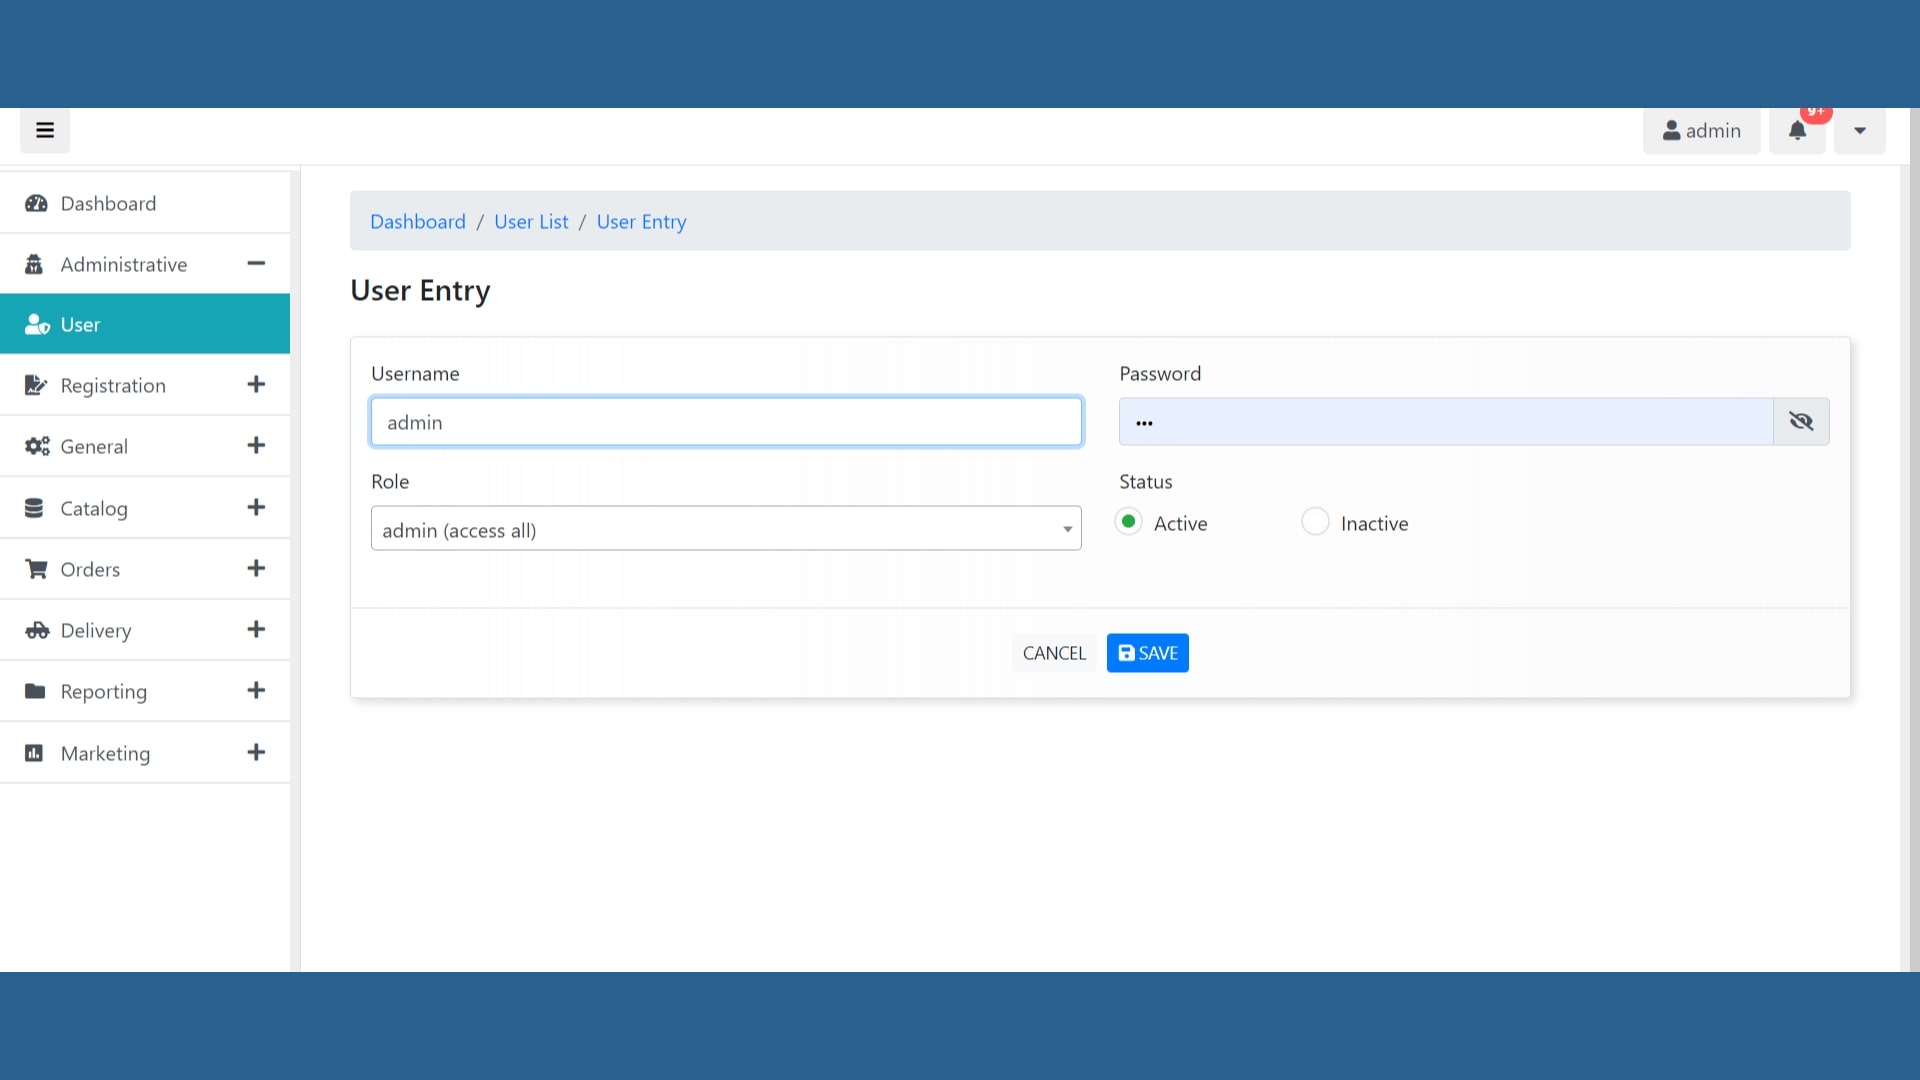 admin
9+
Dashboard
Administrative
User
Registration
General
Catalog
Orders
Delivery
Reporting
Marketing
Dashboard / User List / User Entry
User Entry
Username
Password
admin
•••
Role
Status
admin (access all)
Active
Inactive
CANCEL
SAVE